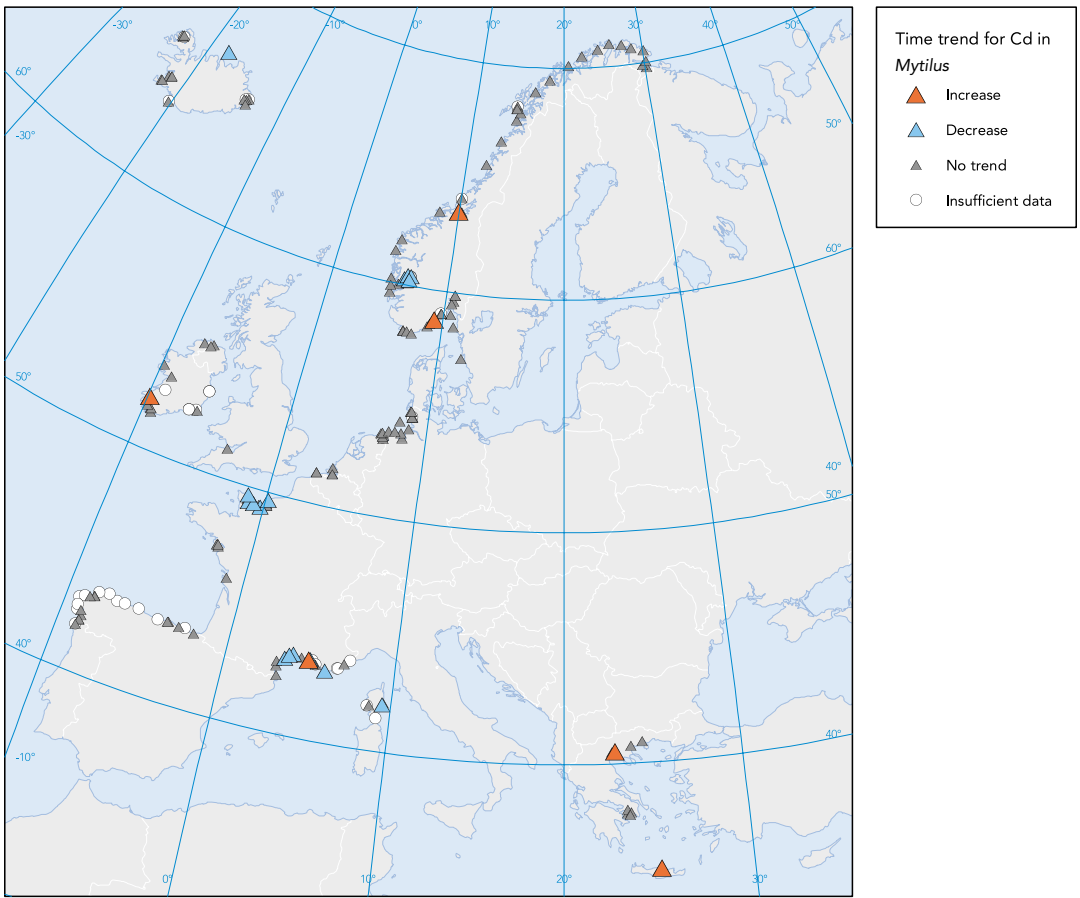 -30° -20° -10° 0° 10° 20° 30° 40° 50°
60°
-30°
50°
60°
50°
40°
50°
40°
-10°
40°
0° 10° 20° 30°
Time trend for Cd in
Mytilus
Increase
Decrease
No trend
Insufficient data